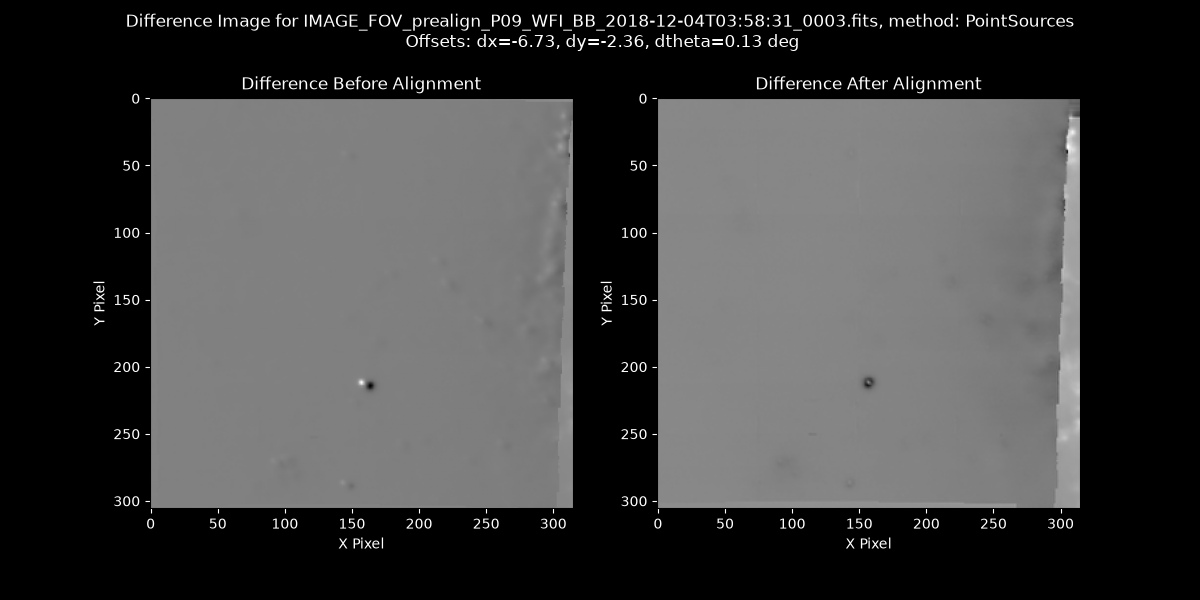 Difference Image for IMAGE_FOV_prealign_P09_WFI_BB_2018-12-04T03:58:31_0003.fits, method: PointSources
Offsets: dx=-6.73, dy=-2.36, dtheta=0.13 deg
Difference Before Alignment
0
50
100
150
200
250
300
Y Pixel
0 50 100 150 200 250 300
X Pixel
Difference After Alignment
0
50
100
150
200
250
300
Y Pixel
0 50 100 150 200 250 300
X Pixel